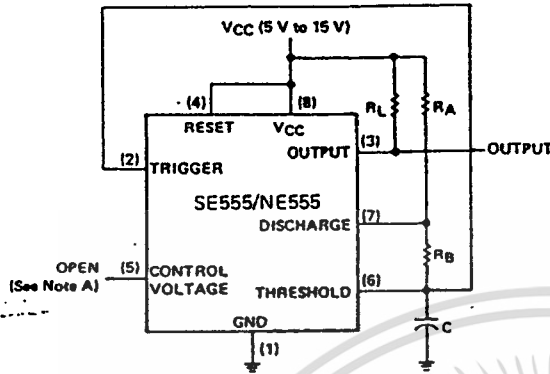 VCC (5 V to 15 V)
(4)
(8)
RL
RA
RESET
VCC
(3)
OUTPUT
OUTPUT
(2)
TRIGGER
SE555/NE555
(7)
DISCHARGE
RB
OPEN
(5)
CONTROL
(See Note A)
VOLTAGE
(6)
THRESHOLD
C
GND
(1)